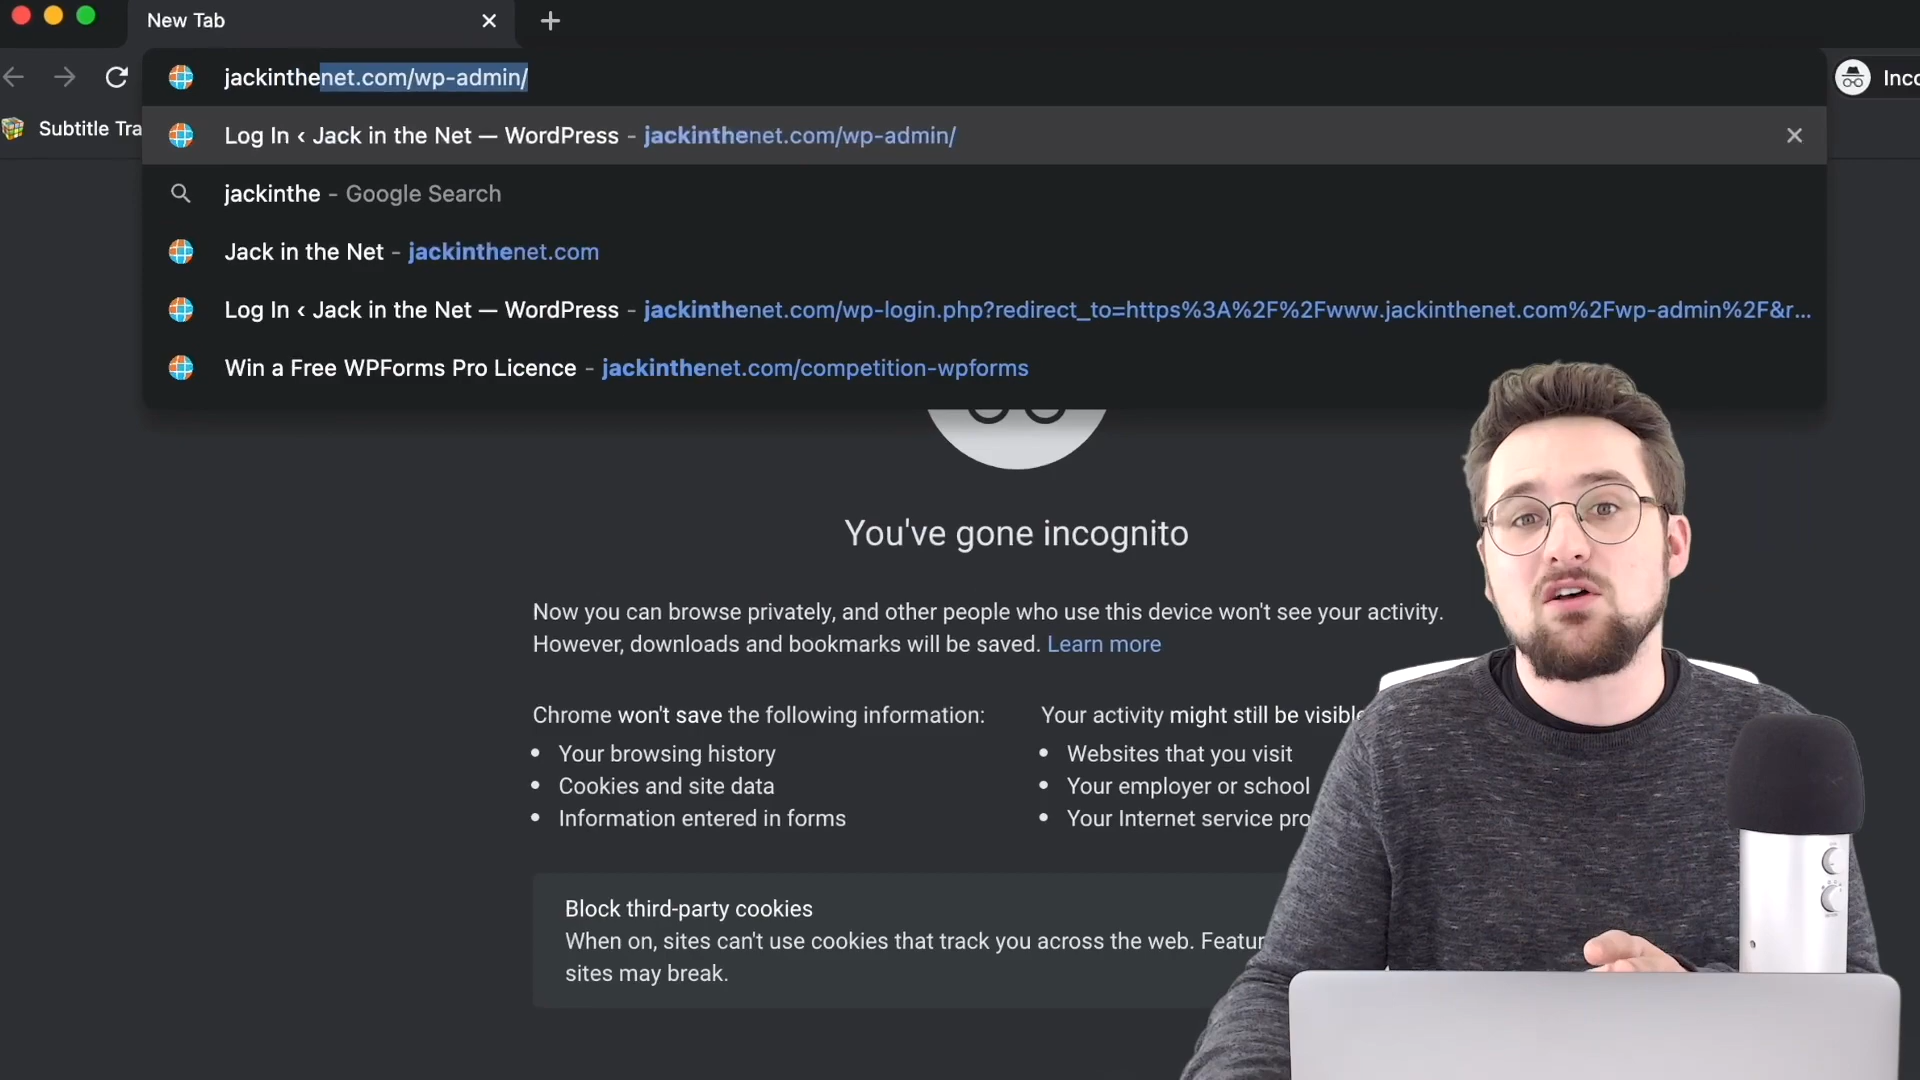 New Tab
jackinthenet.com/wp-admin/
Inco
Subtitle Tra
Log In ‹ Jack in the Net — WordPress - jackinthenet.com/wp-admin/
jackinthe - Google Search
Jack in the Net - jackinthenet.com
Log In ‹ Jack in the Net — WordPress - jackinthenet.com/wp-login.php?redirect_to=https%3A%2F%2Fwww.jackinthenet.com%2Fwp-admin%2F&r...
Win a Free WPForms Pro Licence - jackinthenet.com/competition-wpforms
You've gone incognito
Now you can browse privately, and other people who use this device won't see your activity.
However, downloads and bookmarks will be saved. Learn more
Chrome won't save the following information:
Your browsing history
Cookies and site data
Information entered in forms
Your activity might still be visible
Websites that you visit
Your employer or school
Your Internet service pro
Block third-party cookies
When on, sites can't use cookies that track you across the web. Featur
sites may break.